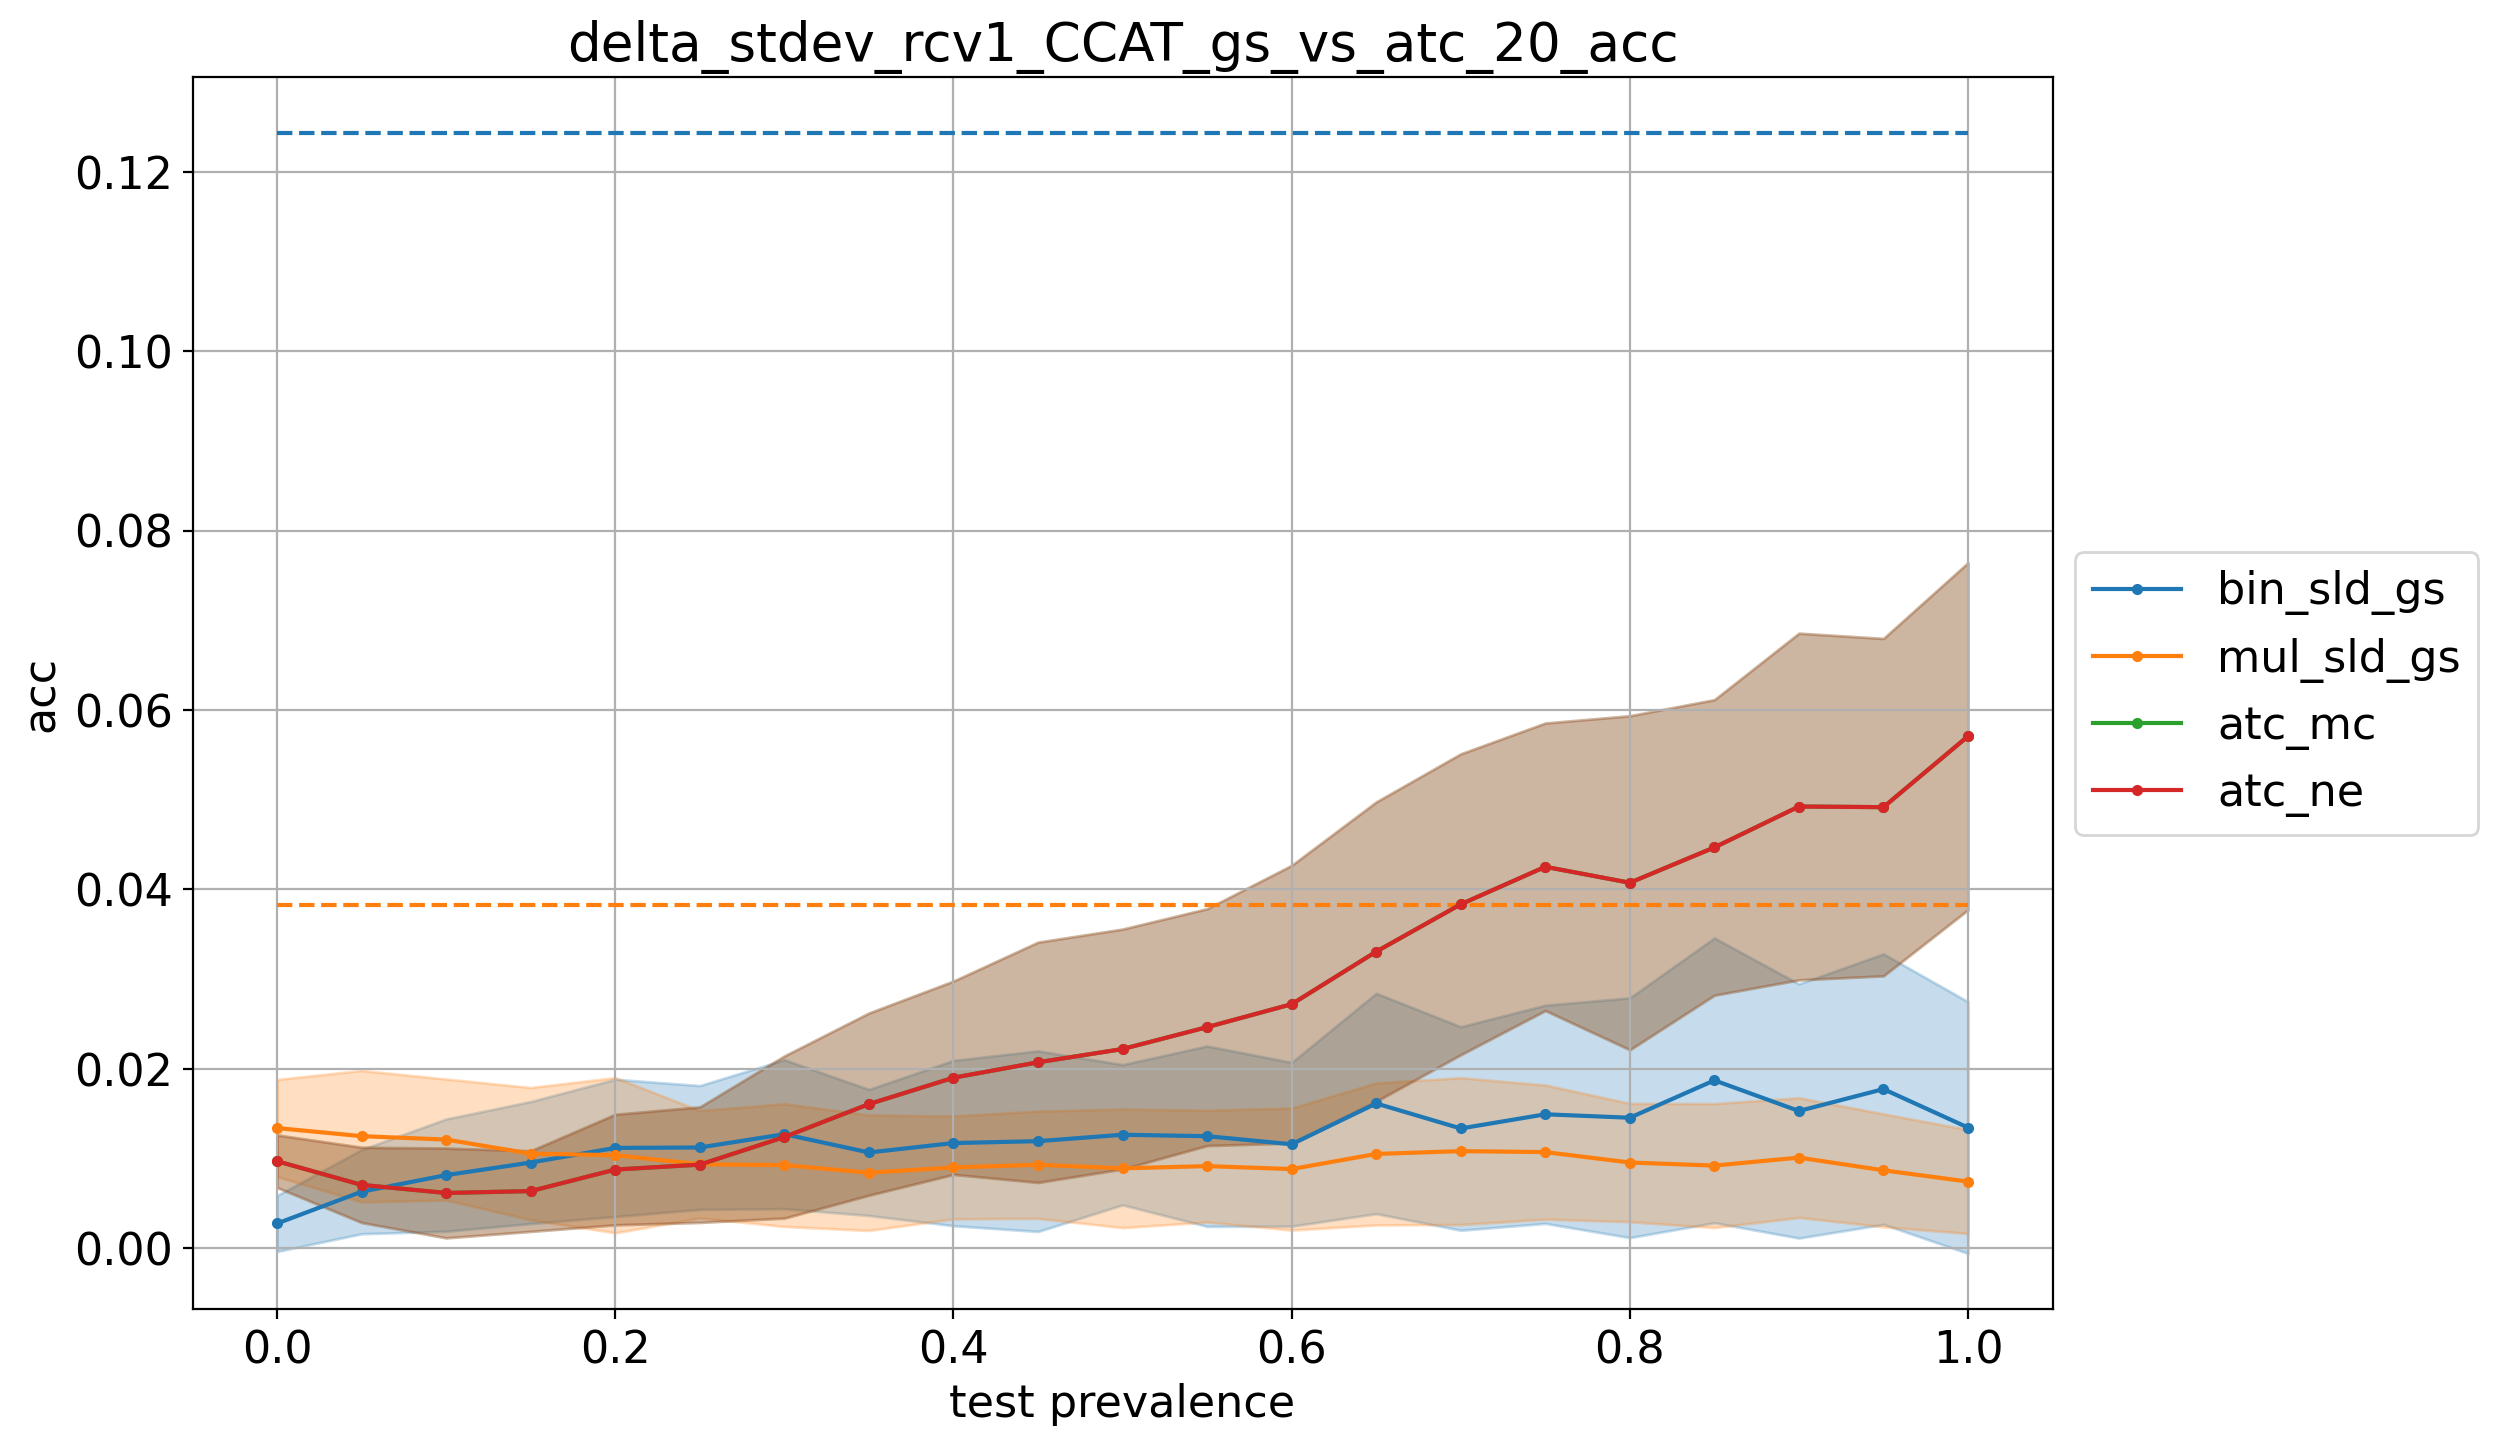 delta_stdev_rcv1_CCAT_gs_vs_atc_20_acc
0.12
0.10
0.08
0.06
0.04
0.02
0.00
acc
0.0 0.2 0.4 0.6 0.8 1.0
test prevalence
bin_sld_gs
mul_sld_gs
atc_mc
atc_ne